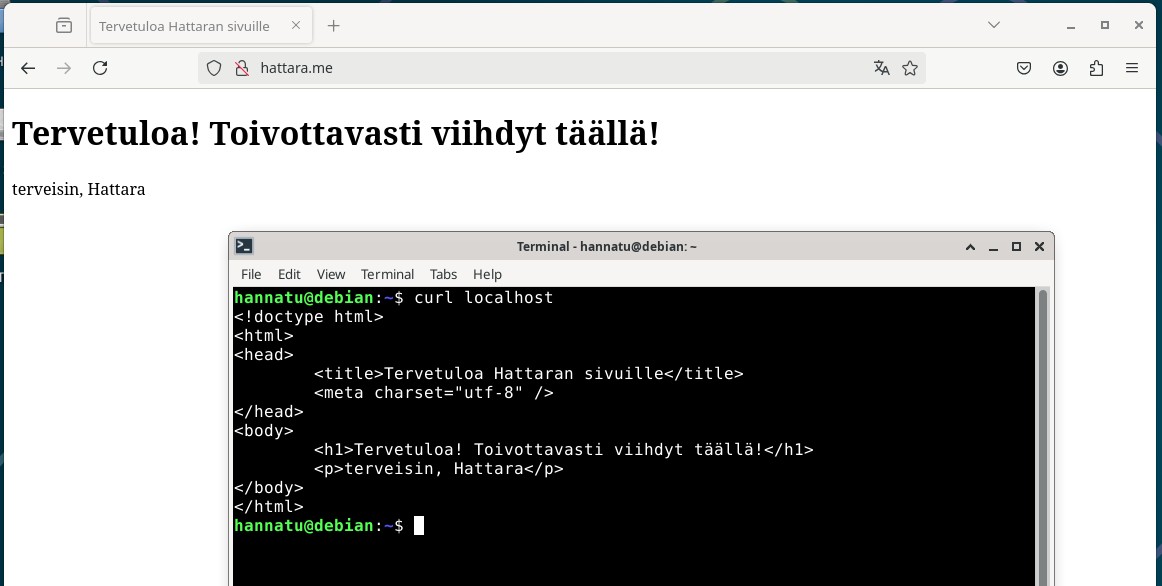 Tervetuloa Hattaran sivuille
hattara.me
Tervetuloa! Toivottavasti viihdyt täällä!
terveisin, Hattara
Terminal - hannatu@debian: ~
File Edit View Terminal Tabs Help
hannatu@debian:~$ curl localhost
<!doctype html>
<html>
<head>
        <title>Tervetuloa Hattaran sivuille</title>
        <meta charset="utf-8" />
</head>
<body>
        <h1>Tervetuloa! Toivottavasti viihdyt täällä!</h1>
        <p>terveisin, Hattara</p>
</body>
</html>
hannatu@debian:~$